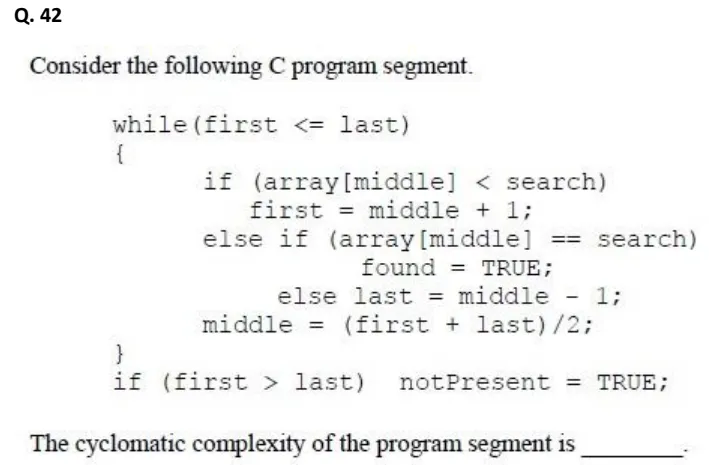 Q. 42
Consider the following C program segment.
while(first <= last)
{
if (array[middle] < search)
first = middle + 1;
else if (array[middle] == search)
found = TRUE;
else last = middle - 1;
middle = (first + last)/2;
}
if (first > last) notPresent = TRUE;
The cyclomatic complexity of the program segment is ________.